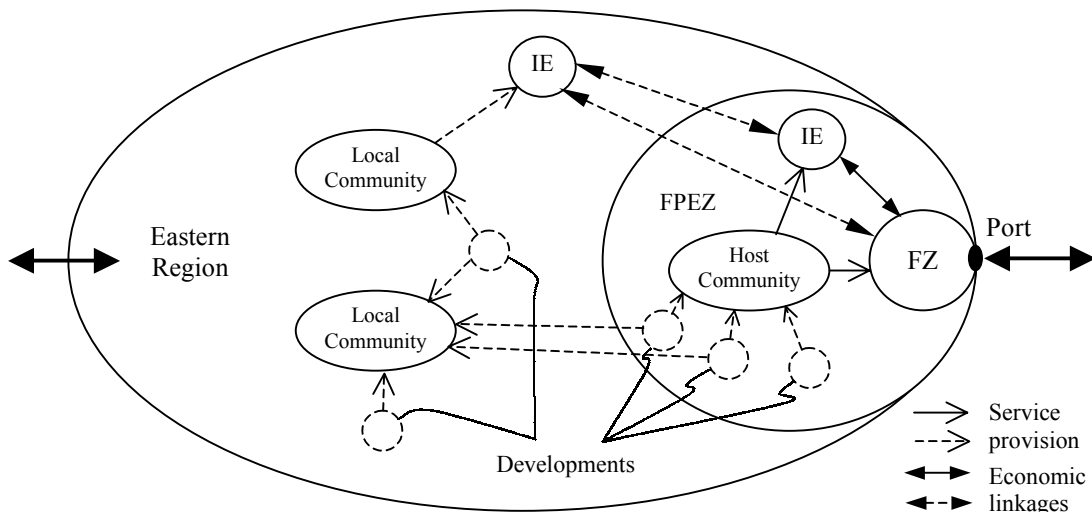 IE
IE
Local
Community
FPEZ
Port
Eastern
Region
Host
Community
FZ
Local
Community
Service
provision
Developments
Economic
linkages